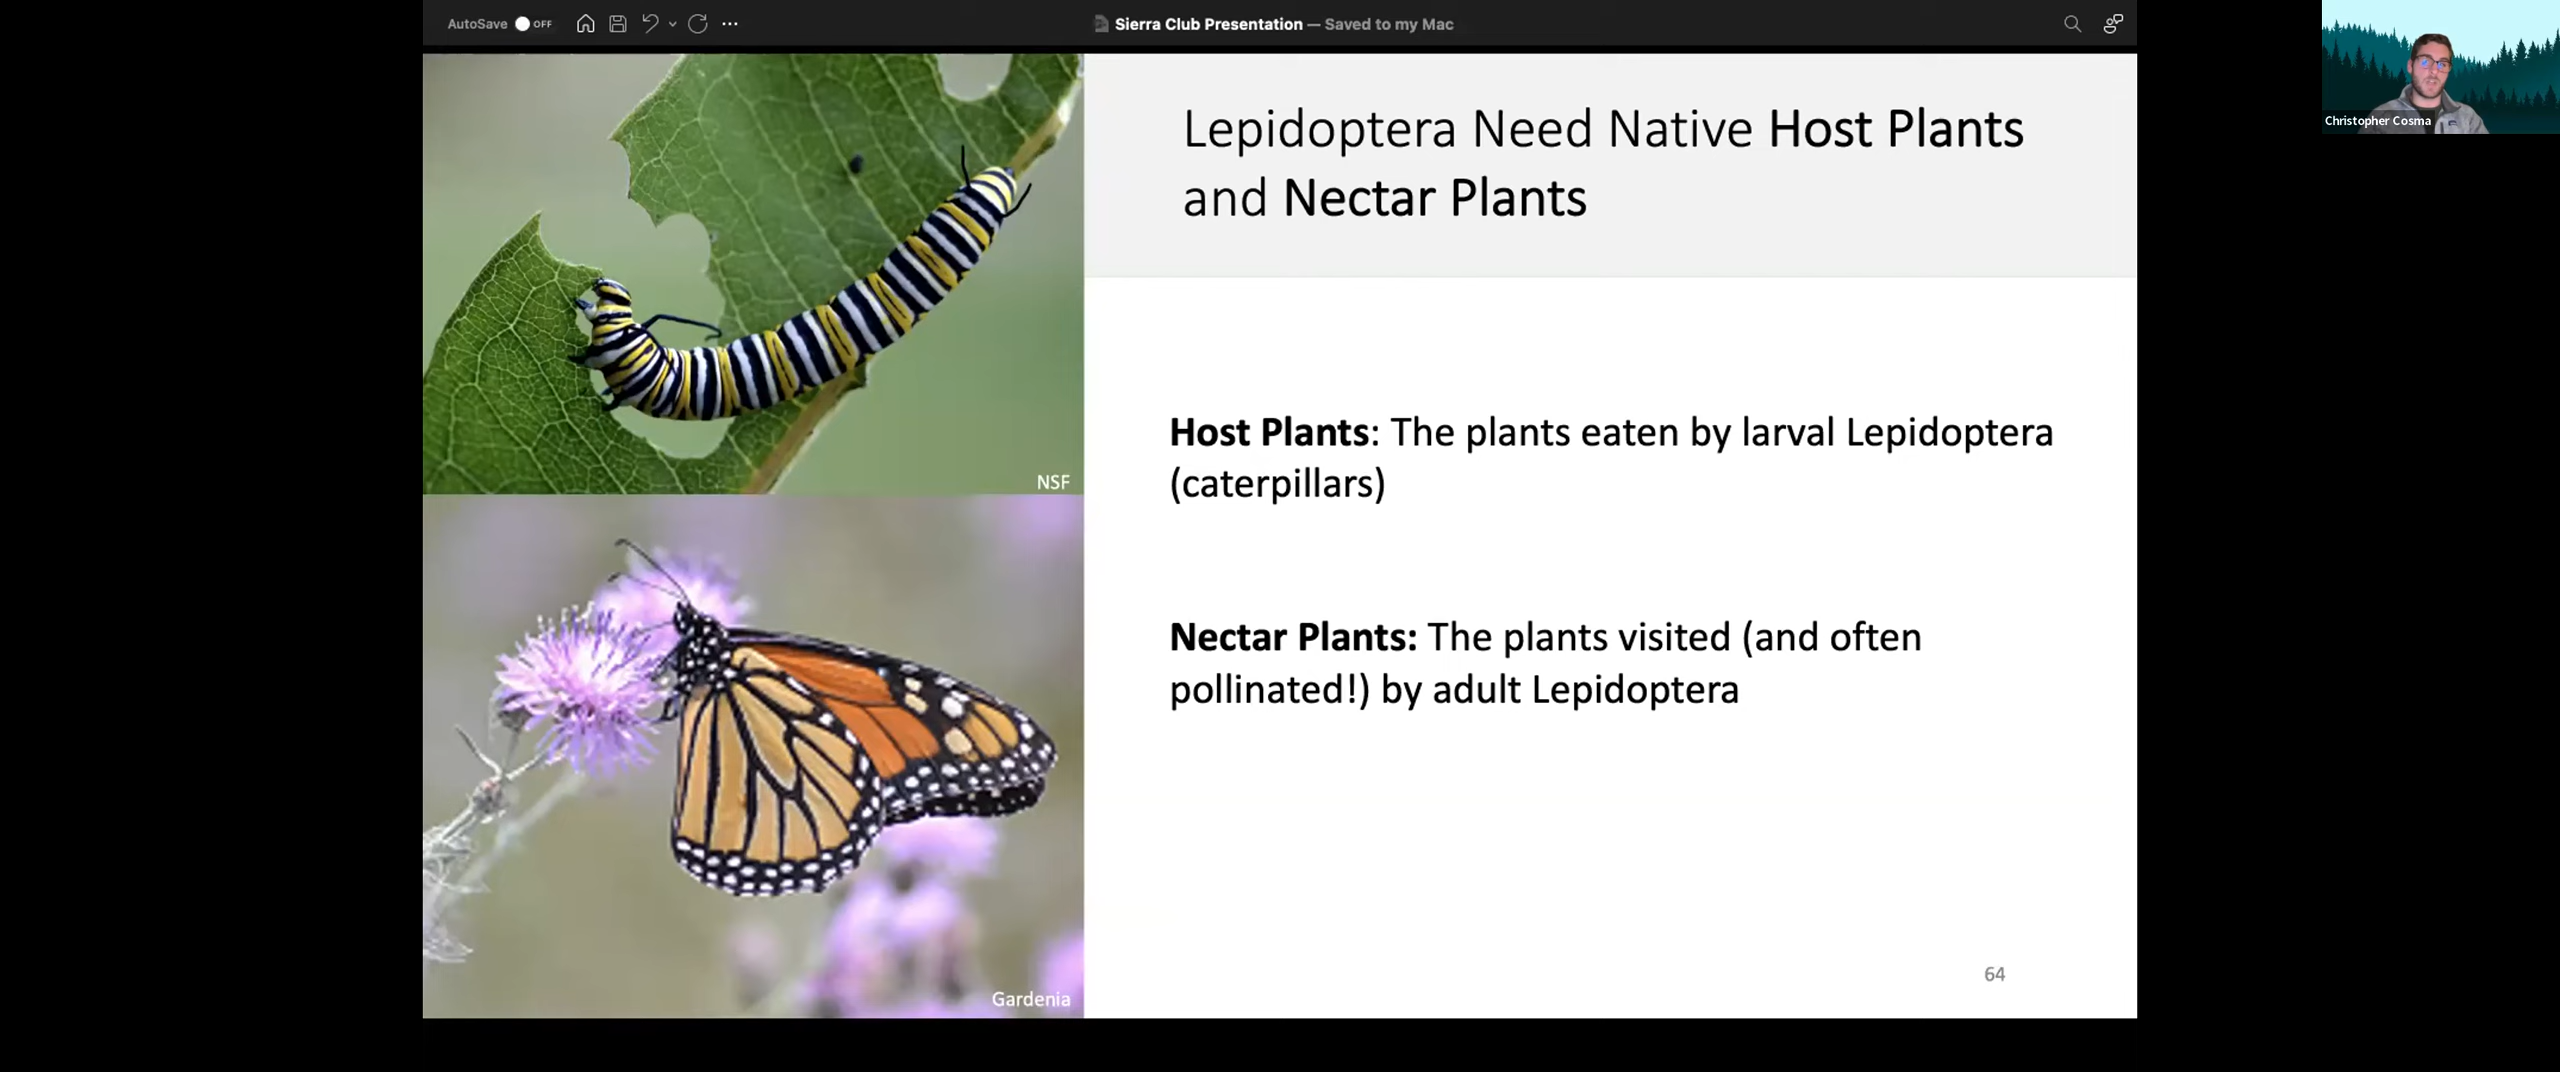 AutoSave OFF
Sierra Club Presentation — Saved to my Mac
Christopher Cosma
Lepidoptera Need Native Host Plants
and Nectar Plants
NSF
Host Plants: The plants eaten by larval Lepidoptera
(caterpillars)
Nectar Plants: The plants visited (and often
pollinated!) by adult Lepidoptera
Gardenia
64